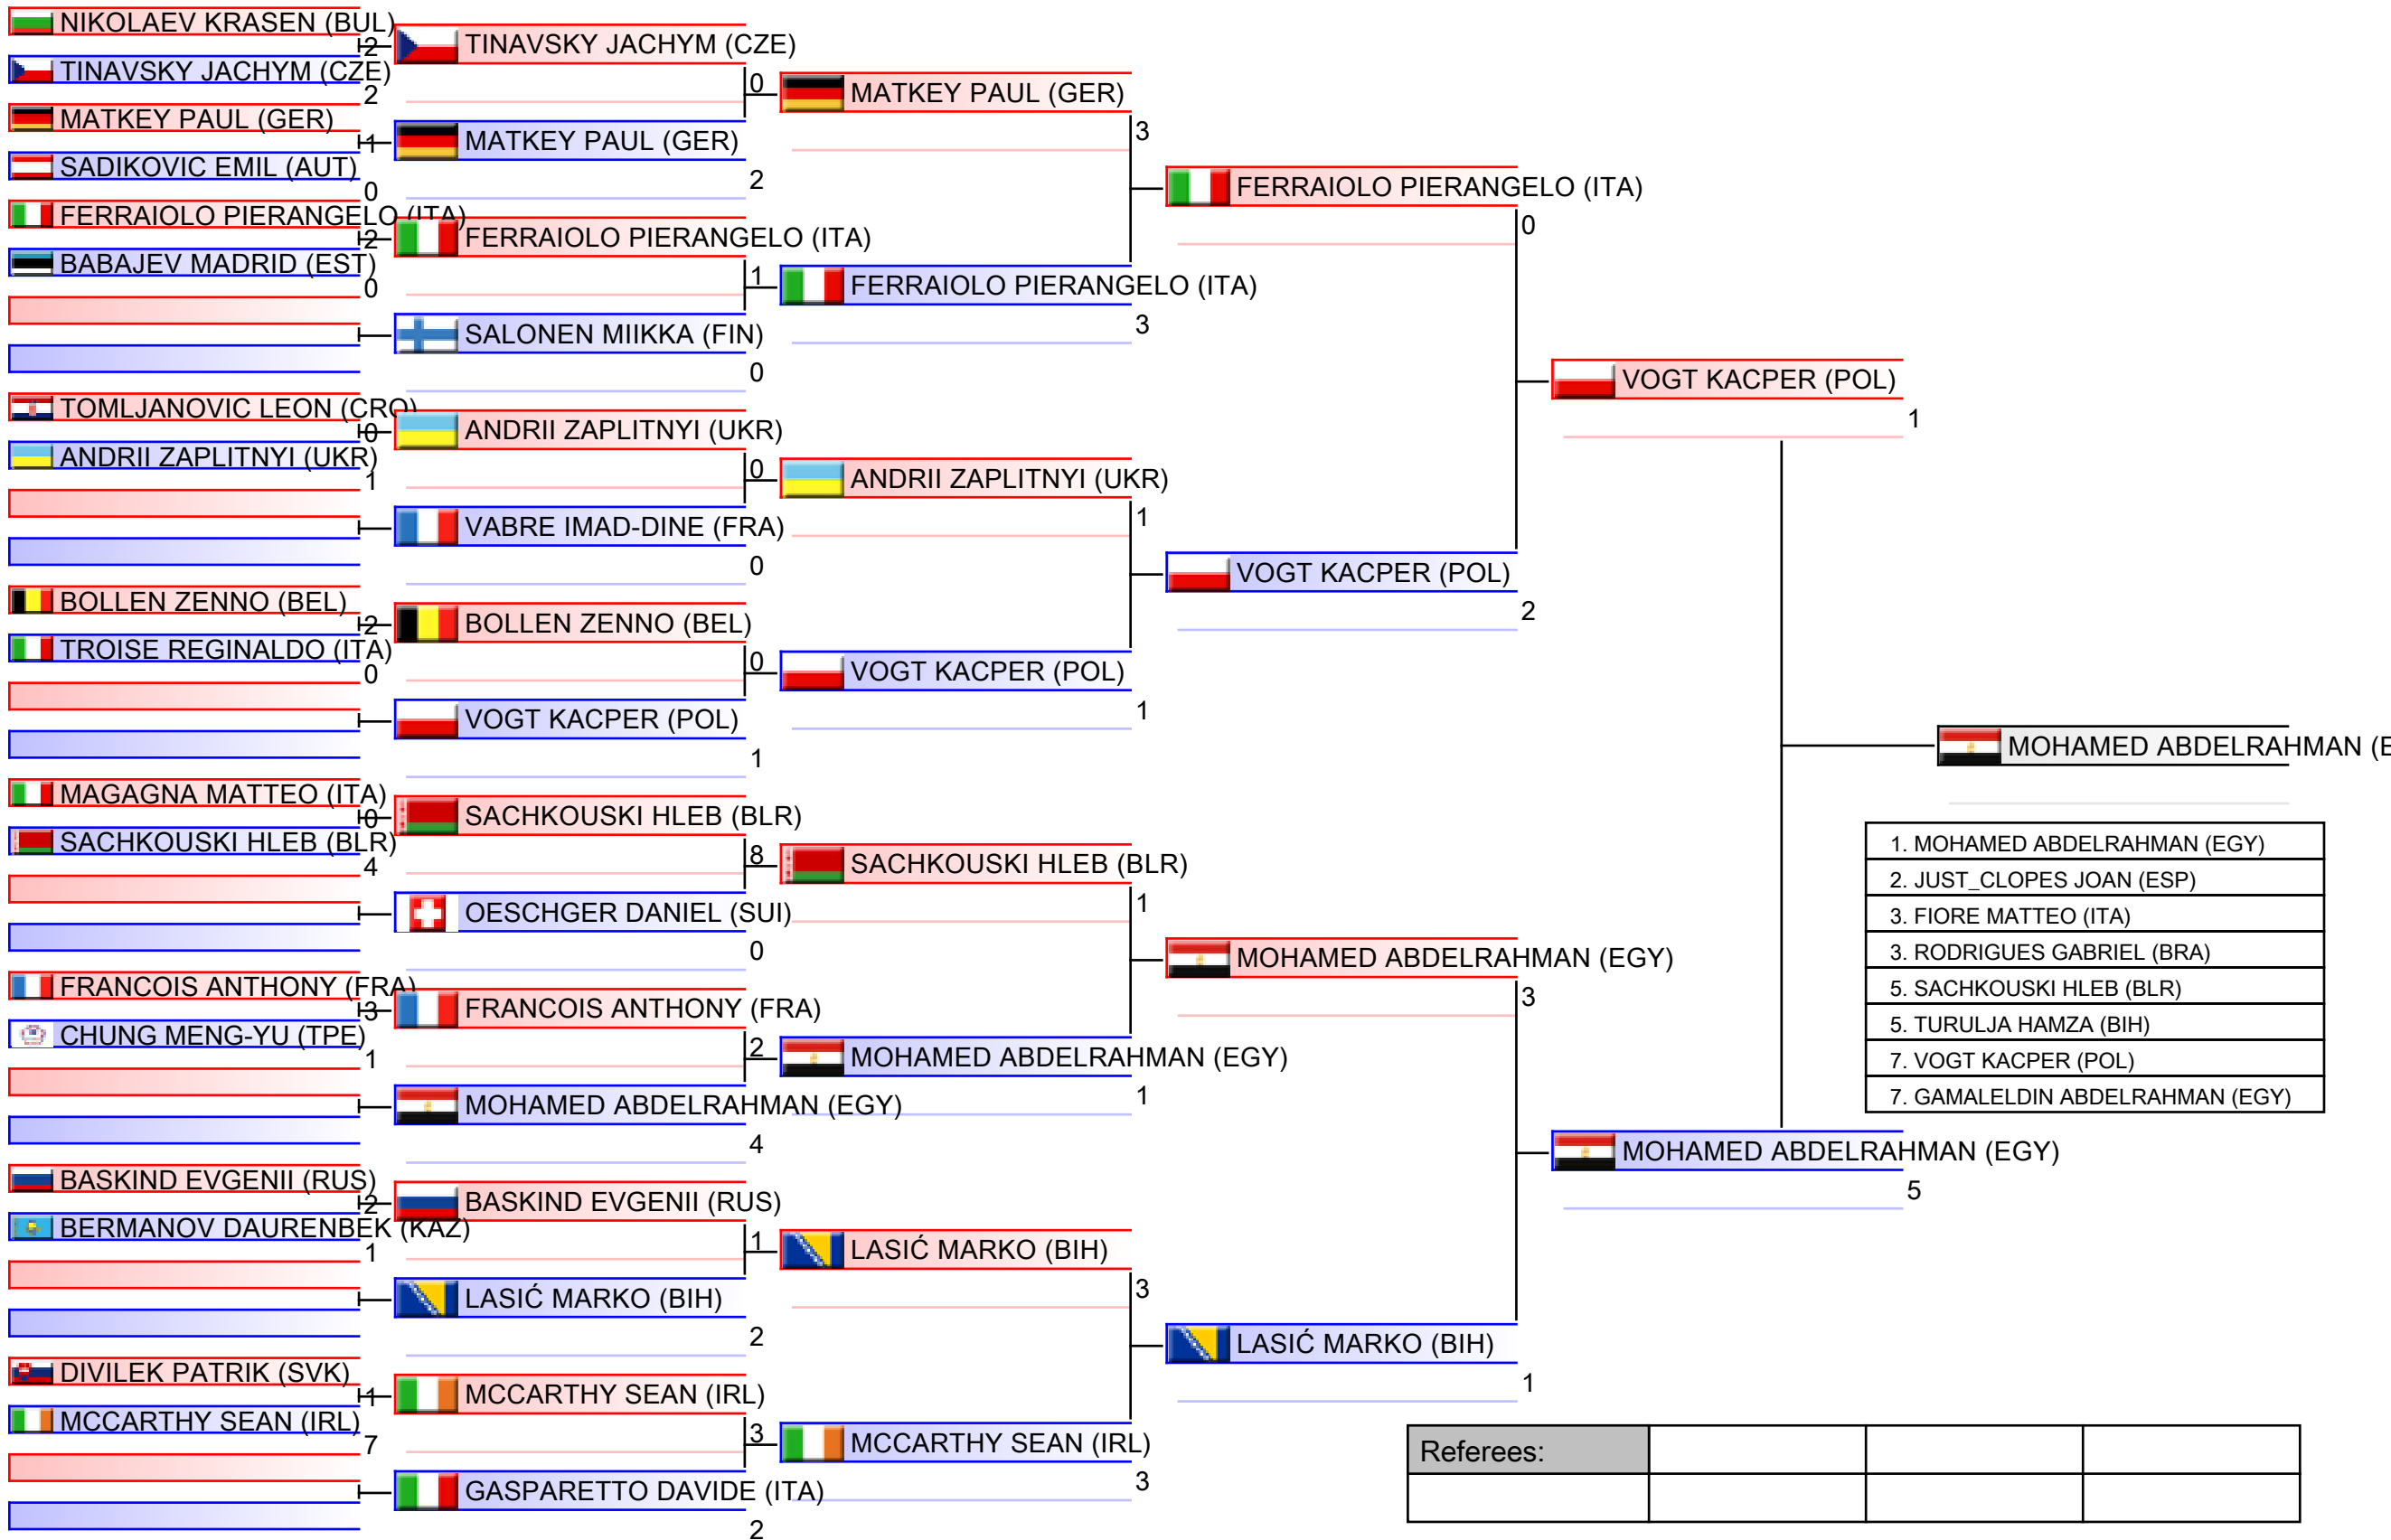 NIKOLAEV KRASEN (BUL)
2
TINAVSKY JACHYM (CZE)
2
MATKEY PAUL (GER)
1
SADIKOVIC EMIL (AUT)
0
FERRAIOLO PIERANGELO (ITA)
2
BABAJEV MADRID (EST)
0
TOMLJANOVIC LEON (CRO)
0
ANDRII ZAPLITNYI (UKR)
1
BOLLEN ZENNO (BEL)
2
TROISE REGINALDO (ITA)
0
MAGAGNA MATTEO (ITA)
0
SACHKOUSKI HLEB (BLR)
4
FRANCOIS ANTHONY (FRA)
3
CHUNG MENG-YU (TPE)
1
BASKIND EVGENII (RUS)
2
BERMANOV DAURENBEK (KAZ)
1
DIVILEK PATRIK (SVK)
1
MCCARTHY SEAN (IRL)
7
TINAVSKY JACHYM (CZE)
0
MATKEY PAUL (GER)
2
FERRAIOLO PIERANGELO (ITA)
1
SALONEN MIIKKA (FIN)
0
ANDRII ZAPLITNYI (UKR)
0
VABRE IMAD-DINE (FRA)
0
BOLLEN ZENNO (BEL)
0
VOGT KACPER (POL)
1
SACHKOUSKI HLEB (BLR)
8
OESCHGER DANIEL (SUI)
0
FRANCOIS ANTHONY (FRA)
2
MOHAMED ABDELRAHMAN (EGY)
4
BASKIND EVGENII (RUS)
1
LASIĆ MARKO (BIH)
2
MCCARTHY SEAN (IRL)
3
GASPARETTO DAVIDE (ITA)
2
MATKEY PAUL (GER)
3
FERRAIOLO PIERANGELO (ITA)
3
ANDRII ZAPLITNYI (UKR)
1
VOGT KACPER (POL)
1
SACHKOUSKI HLEB (BLR)
1
MOHAMED ABDELRAHMAN (EGY)
1
LASIĆ MARKO (BIH)
3
MCCARTHY SEAN (IRL)
3
FERRAIOLO PIERANGELO (ITA)
0
VOGT KACPER (POL)
2
MOHAMED ABDELRAHMAN (EGY)
3
LASIĆ MARKO (BIH)
1
VOGT KACPER (POL)
1
MOHAMED ABDELRAHMAN (EGY)
5
MOHAMED ABDELRAHMAN (E
1. MOHAMED ABDELRAHMAN (EGY)
2. JUST_CLOPES JOAN (ESP)
3. FIORE MATTEO (ITA)
3. RODRIGUES GABRIEL (BRA)
5. SACHKOUSKI HLEB (BLR)
5. TURULJA HAMZA (BIH)
7. VOGT KACPER (POL)
7. GAMALELDIN ABDELRAHMAN (EGY)
Referees: